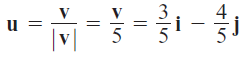 u = v/|v| = v/5 = 3/5 i − 4/5 j